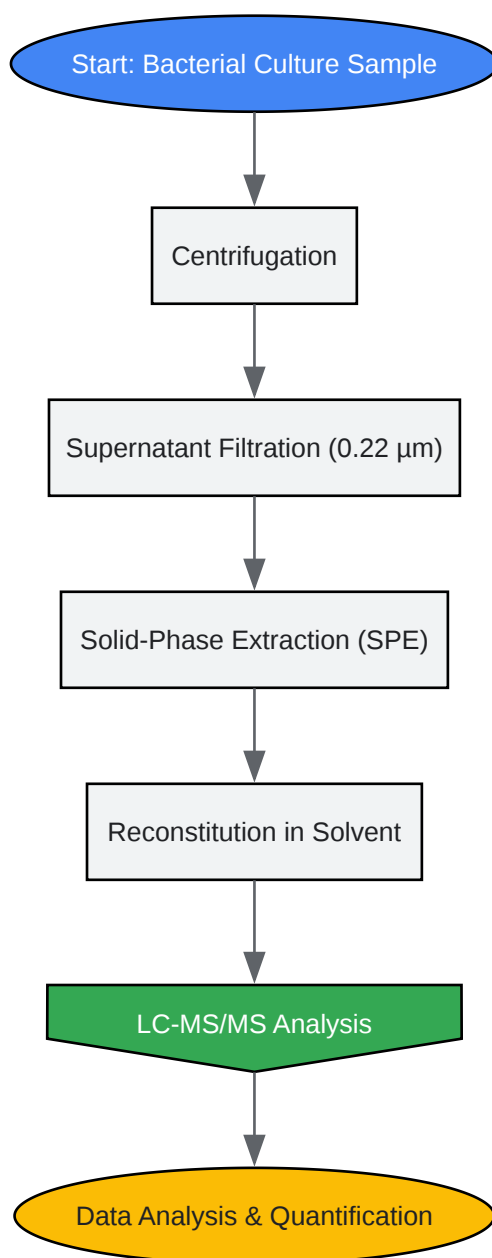 Start: Bacterial Culture Sample
Centrifugation
Supernatant Filtration (0.22 µm)
Solid-Phase Extraction (SPE)
Reconstitution in Solvent
LC-MS/MS Analysis
Data Analysis & Quantification